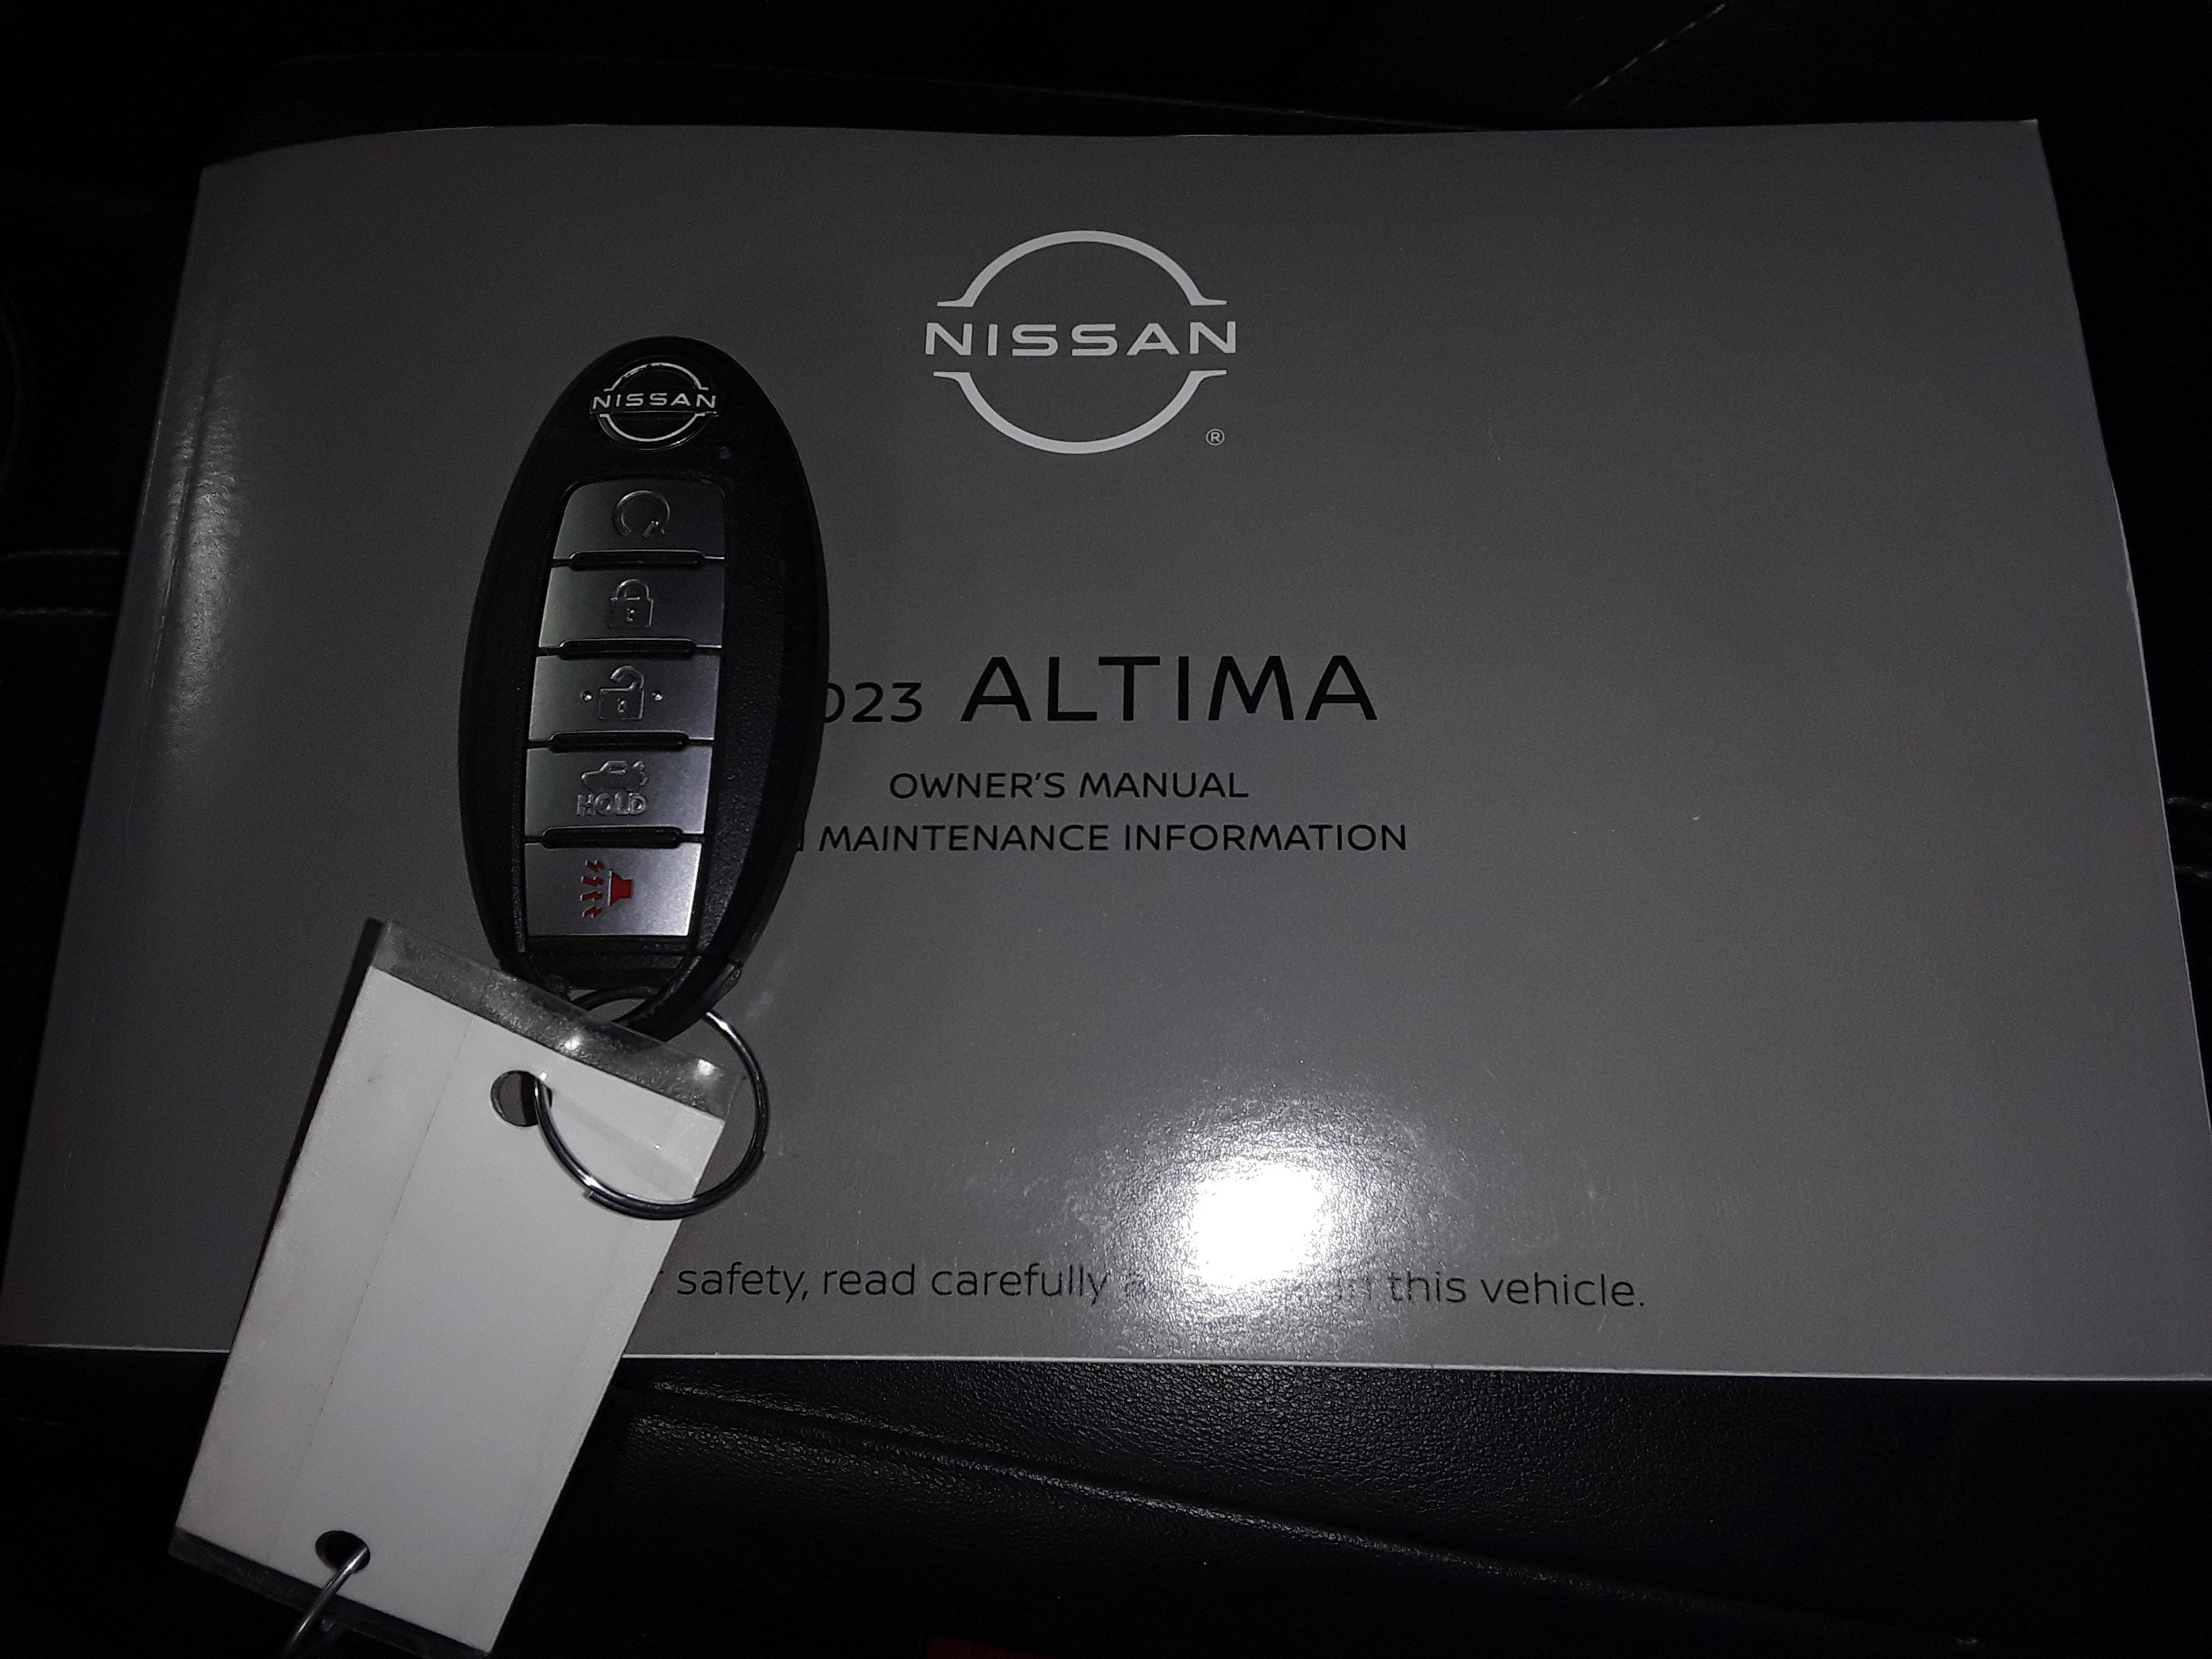 NISSAN
®
NISSAN
HOLD
023 ALTIMA
OWNER'S MANUAL
MAINTENANCE INFORMATION
safety, read carefully this vehicle.